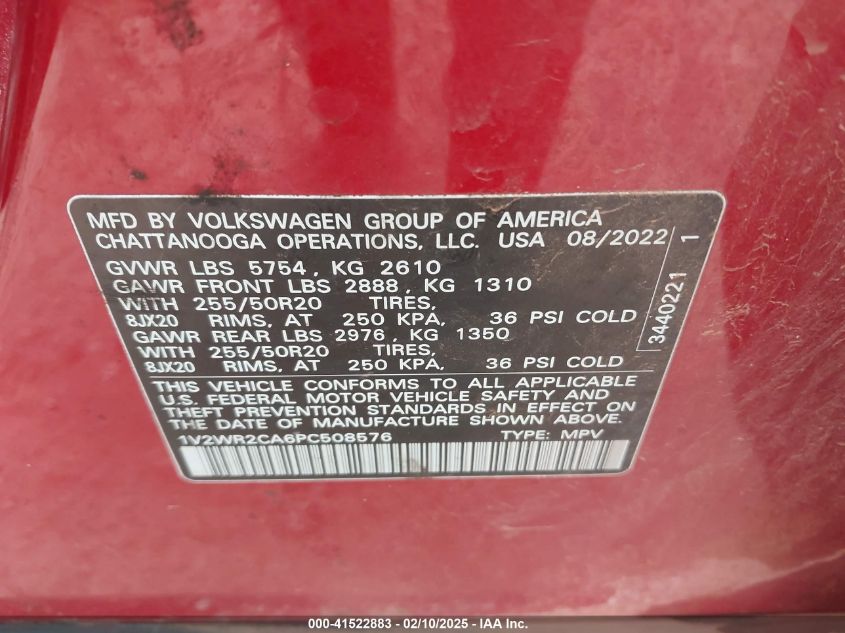 MFD BY VOLKSWAGEN GROUP OF AMERICA
CHATTANOOGA OPERATIONS, LLC. USA 08/2022
GVWR LBS 5754, KG 2610
GAWR FRONT LBS 2888, KG 1310
WITH 255/50R20 TIRES,
8JX20 RIMS, AT 250 KPA, 36 PSI COLD
GAWR REAR LBS 2976, KG 1350
WITH 255/50R20 TIRES,
8JX20 RIMS, AT 250 KPA, 36 PSI COLD
THIS VEHICLE CONFORMS TO ALL APPLICABLE
U.S. FEDERAL MOTOR VEHICLE SAFETY AND
THEFT PREVENTION STANDARDS IN EFFECT ON
THE DATE OF MANUFACTURE SHOWN ABOVE.
1V2WR2CA6PC508576 TYPE: MPV
3440221 1
000-41522883 - 02/10/2025 - IAA Inc.